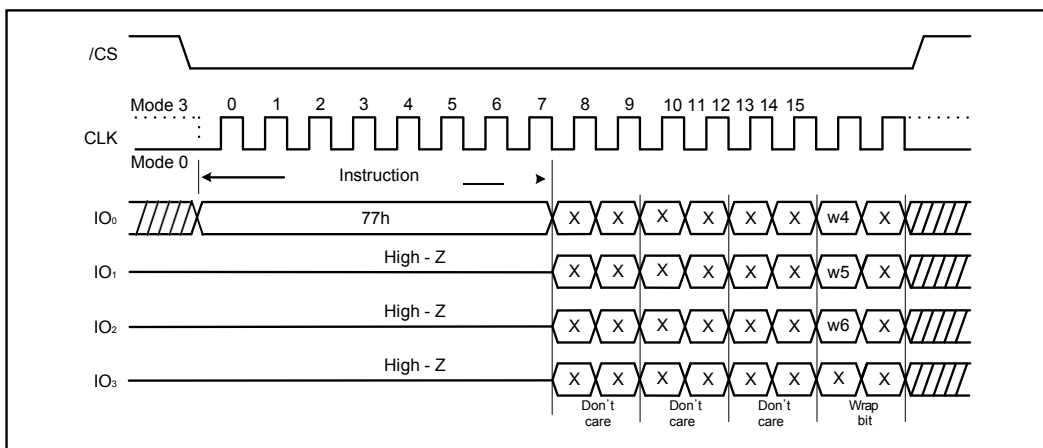 /CS
Mode 3 0 1 2 3 4 5 6 7 8 9 10 11 12 13 14 15
CLK
Mode 0
Instruction
IO₀ 77h X X X X X X w4 X
IO₁ High - Z X X X X X X w5 X
IO₂ High - Z X X X X X X w6 X
IO₃ High - Z X X X X X X X X
Don't care Don't care Don't care Wrap bit